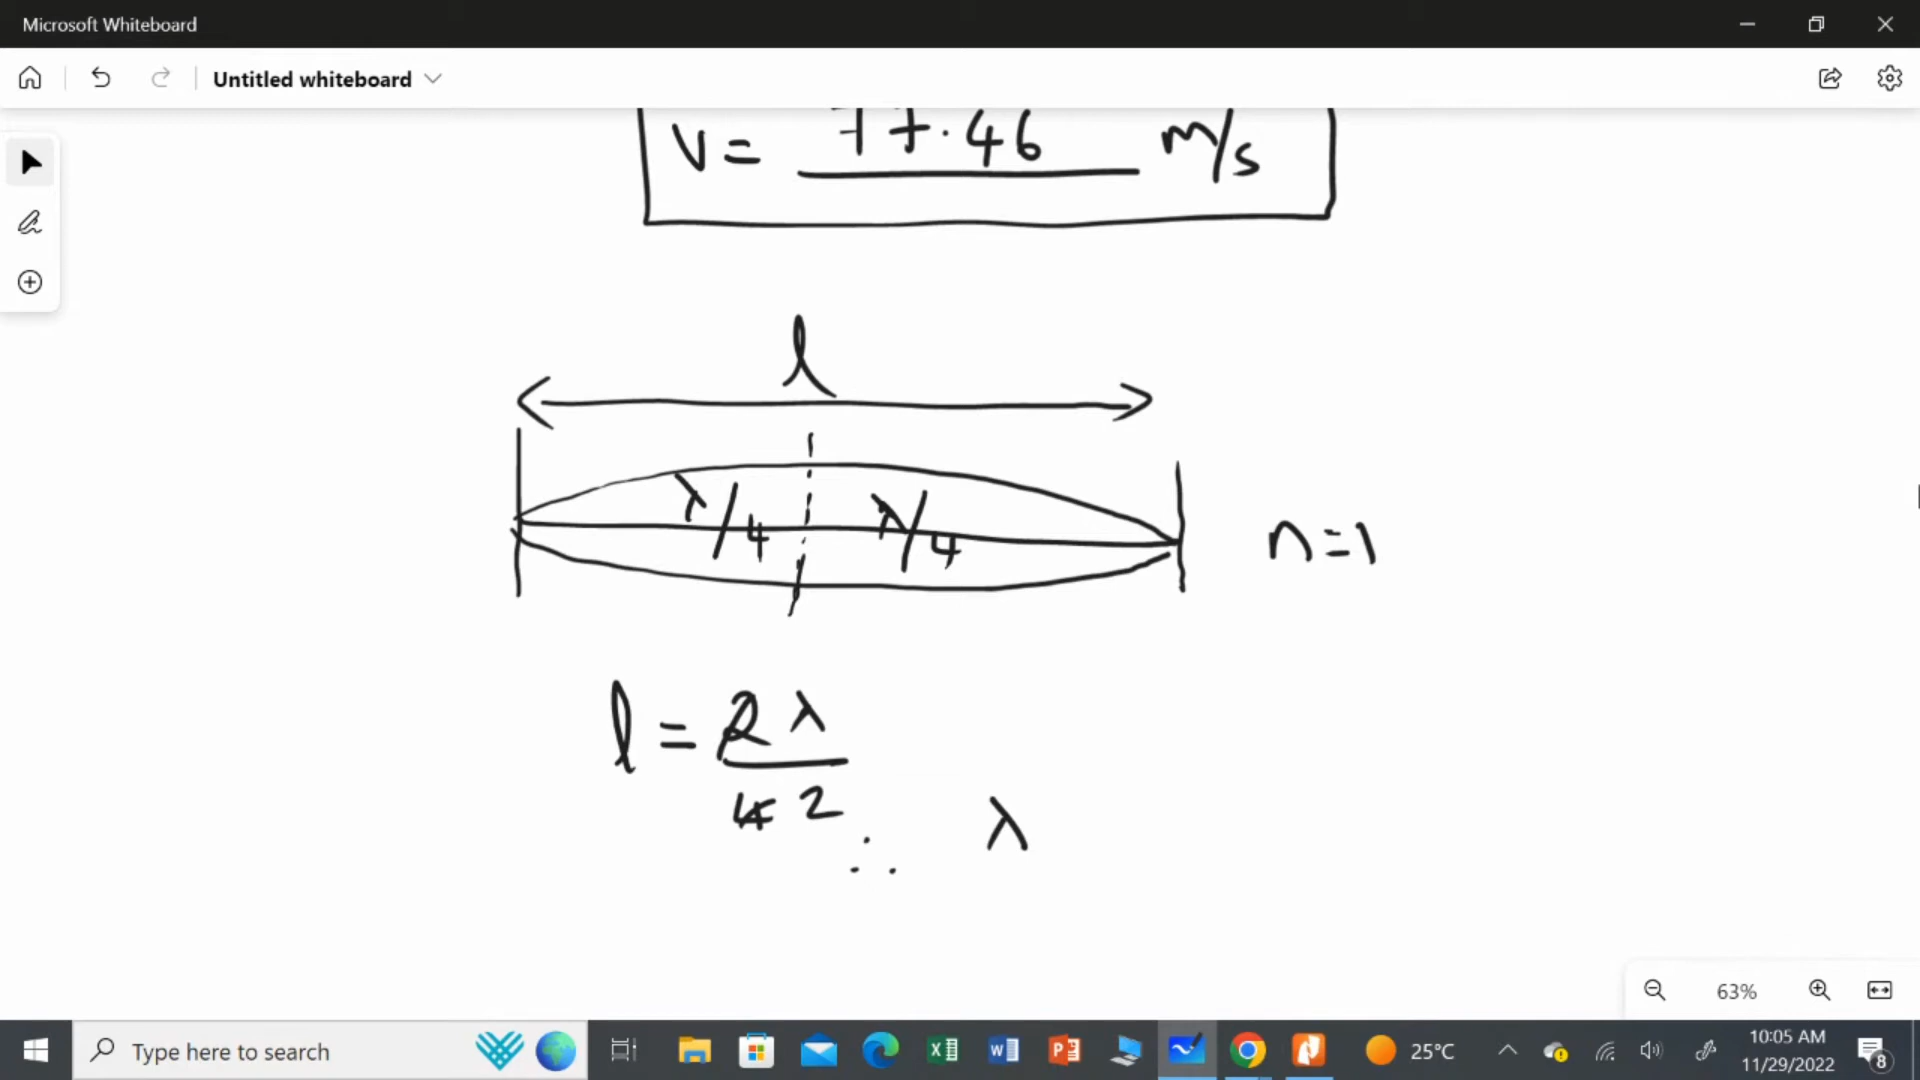 Microsoft Whiteboard
Untitled whiteboard
v = 77.46 m/s
l
λ/4 λ/4
n=1
l = 2λ
4 2
∴ λ
63%
Type here to search
25°C
10:05 AM
11/29/2022
8